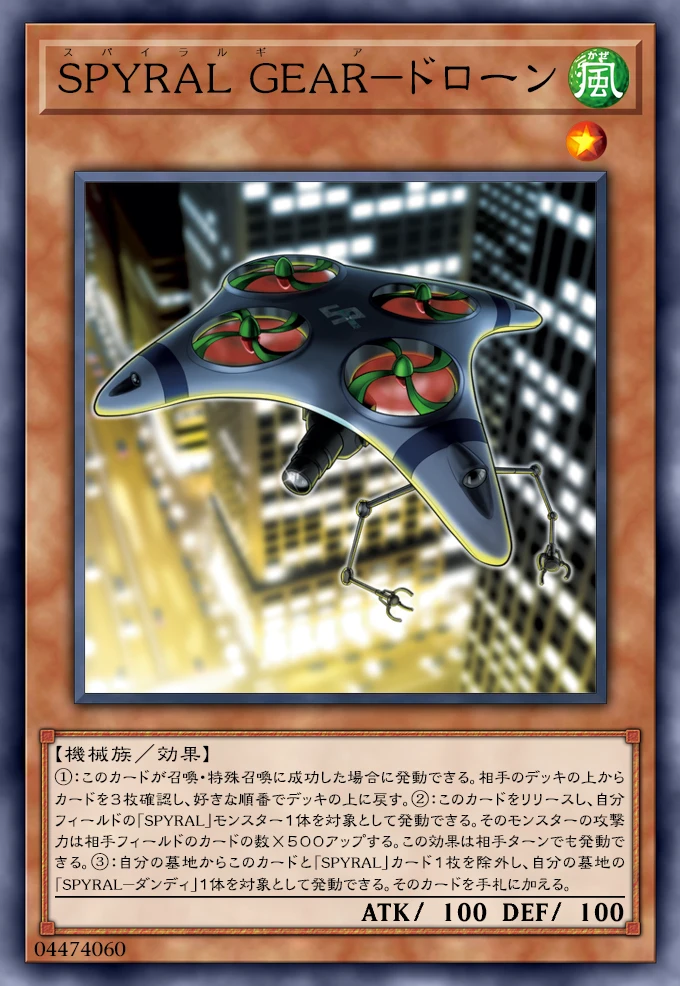 スパイラルギア
SPYRAL GEAR－ドローン
かぜ
風
【機械族／効果】
①：このカードが召喚・特殊召喚に成功した場合に発動できる。相手のデッキの上から
カードを３枚確認し、好きな順番でデッキの上に戻す。②：このカードをリリースし、自分
フィールドの「SPYRAL」モンスター１体を対象として発動できる。そのモンスターの攻撃
力は相手フィールドのカードの数×５００アップする。この効果は相手ターンでも発動で
きる。③：自分の墓地からこのカードと「SPYRAL」カード１枚を除外し、自分の墓地の
「SPYRAL－ダンディ」１体を対象として発動できる。そのカードを手札に加える。
ATK/ 100 DEF/ 100
04474060